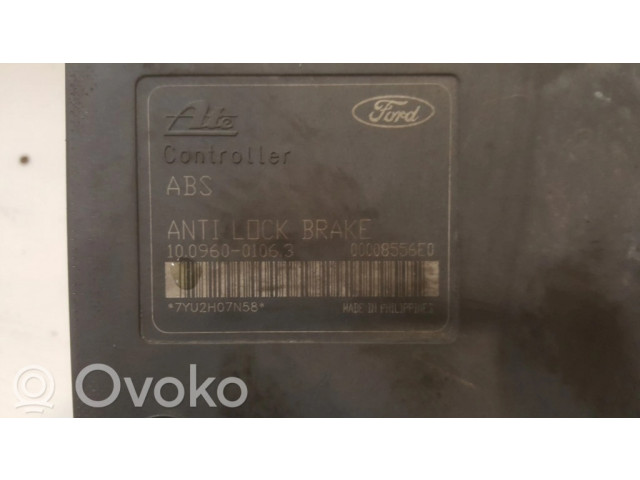 Ate
Ford
Controller
ABS
ANTI LOCK BRAKE
10.0960-0106.3 00008556E0
*7YU2H07N58* MADE IN PHILIPPINES
Ovoko